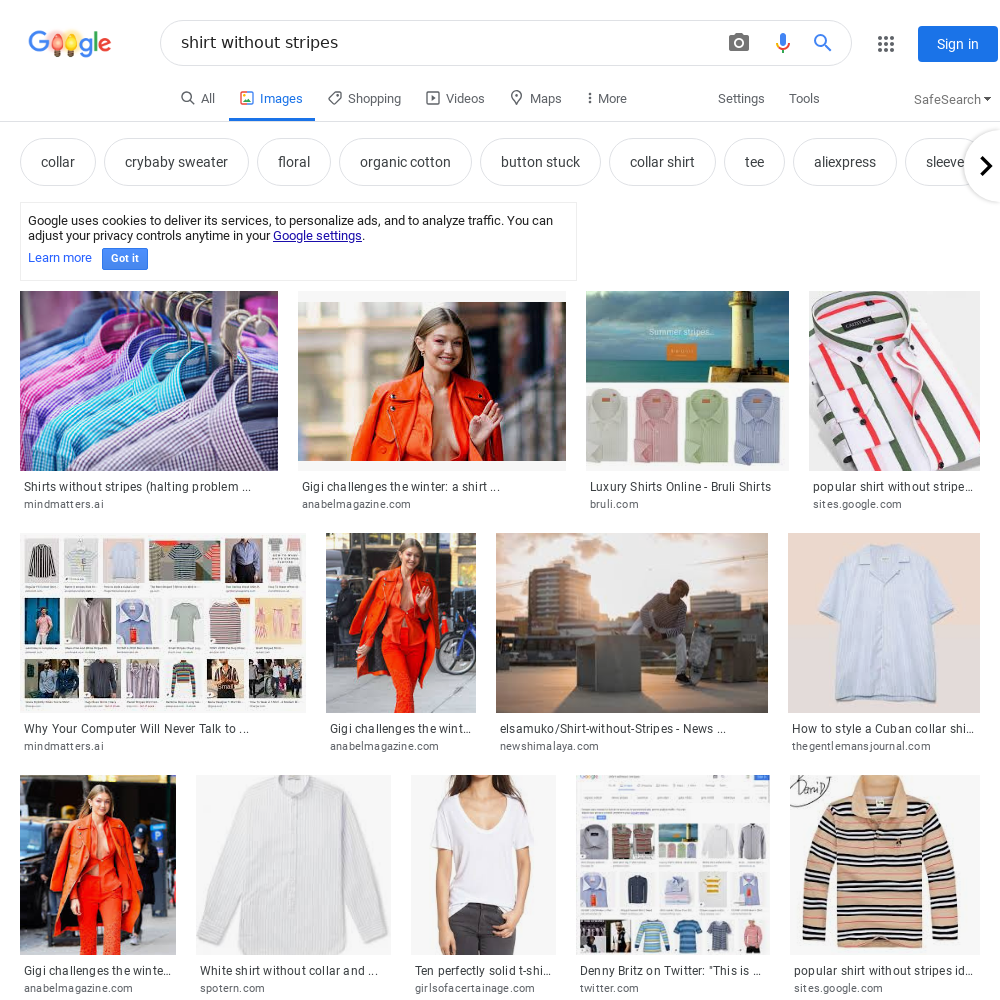 Google
shirt without stripes
Sign in
All
Images
Shopping
Videos
Maps
More
Settings
Tools
SafeSearch
collar
crybaby sweater
floral
organic cotton
button stuck
collar shirt
tee
aliexpress
sleeve
Google uses cookies to deliver its services, to personalize ads, and to analyze traffic. You can
adjust your privacy controls anytime in your Google settings.
Learn more
Got it
Summer stripes
Shirts without stripes (halting problem ...
mindmatters.ai
Gigi challenges the winter: a shirt ...
anabelmagazine.com
Luxury Shirts Online - Bruli Shirts
bruli.com
popular shirt without stripe...
sites.google.com
Why Your Computer Will Never Talk to ...
mindmatters.ai
Gigi challenges the wint...
anabelmagazine.com
elsamuko/Shirt-without-Stripes - News ...
newshimalaya.com
How to style a Cuban collar shi...
thegentlemansjournal.com
Gigi challenges the winte...
anabelmagazine.com
White shirt without collar and ...
spotern.com
Ten perfectly solid t-shi...
girlsofacertainage.com
Denny Britz on Twitter: "This is ...
twitter.com
popular shirt without stripes id...
sites.google.com